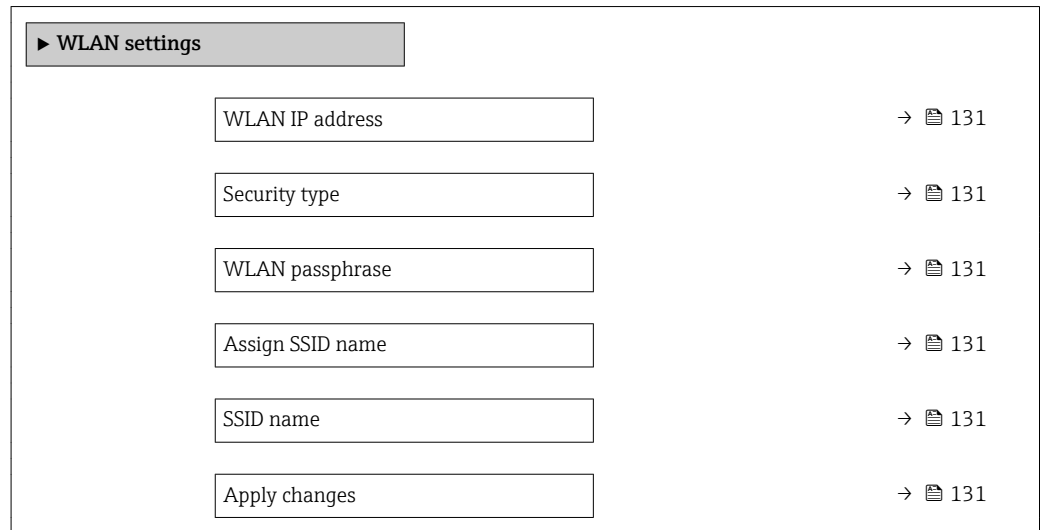 ▶ WLAN settings
WLAN IP address → 🖹 131
Security type → 🖹 131
WLAN passphrase → 🖹 131
Assign SSID name → 🖹 131
SSID name → 🖹 131
Apply changes → 🖹 131